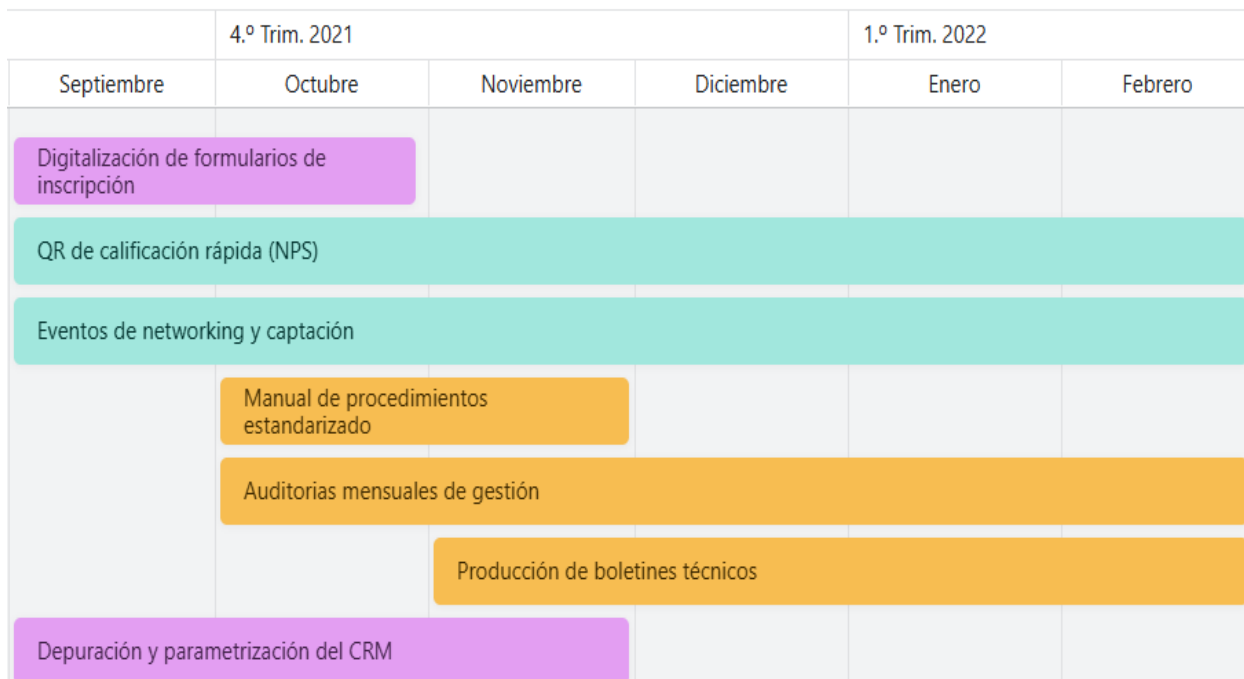 4.º Trim. 2021
1.º Trim. 2022
Septiembre
Octubre
Noviembre
Diciembre
Enero
Febrero
Digitalización de formularios de
inscripción
QR de calificación rápida (NPS)
Eventos de networking y captación
Manual de procedimientos
estandarizado
Auditorias mensuales de gestión
Producción de boletines técnicos
Depuración y parametrización del CRM